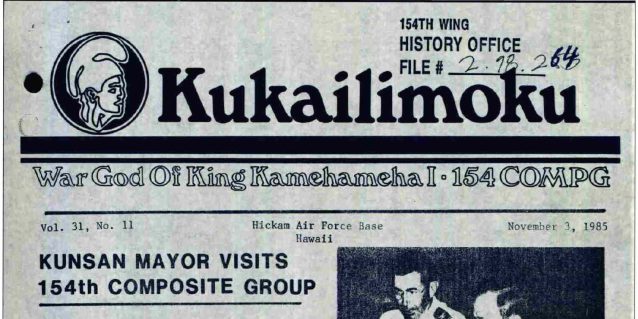 154TH WING
HISTORY OFFICE
FILE # 2.98.264
Kukailimoku
War God Of King Kamehameha I · 154 COMPG
Vol. 31, No. 11 Hickam Air Force Base November 3, 1985
Hawaii
KUNSAN MAYOR VISITS
154th COMPOSITE GROUP